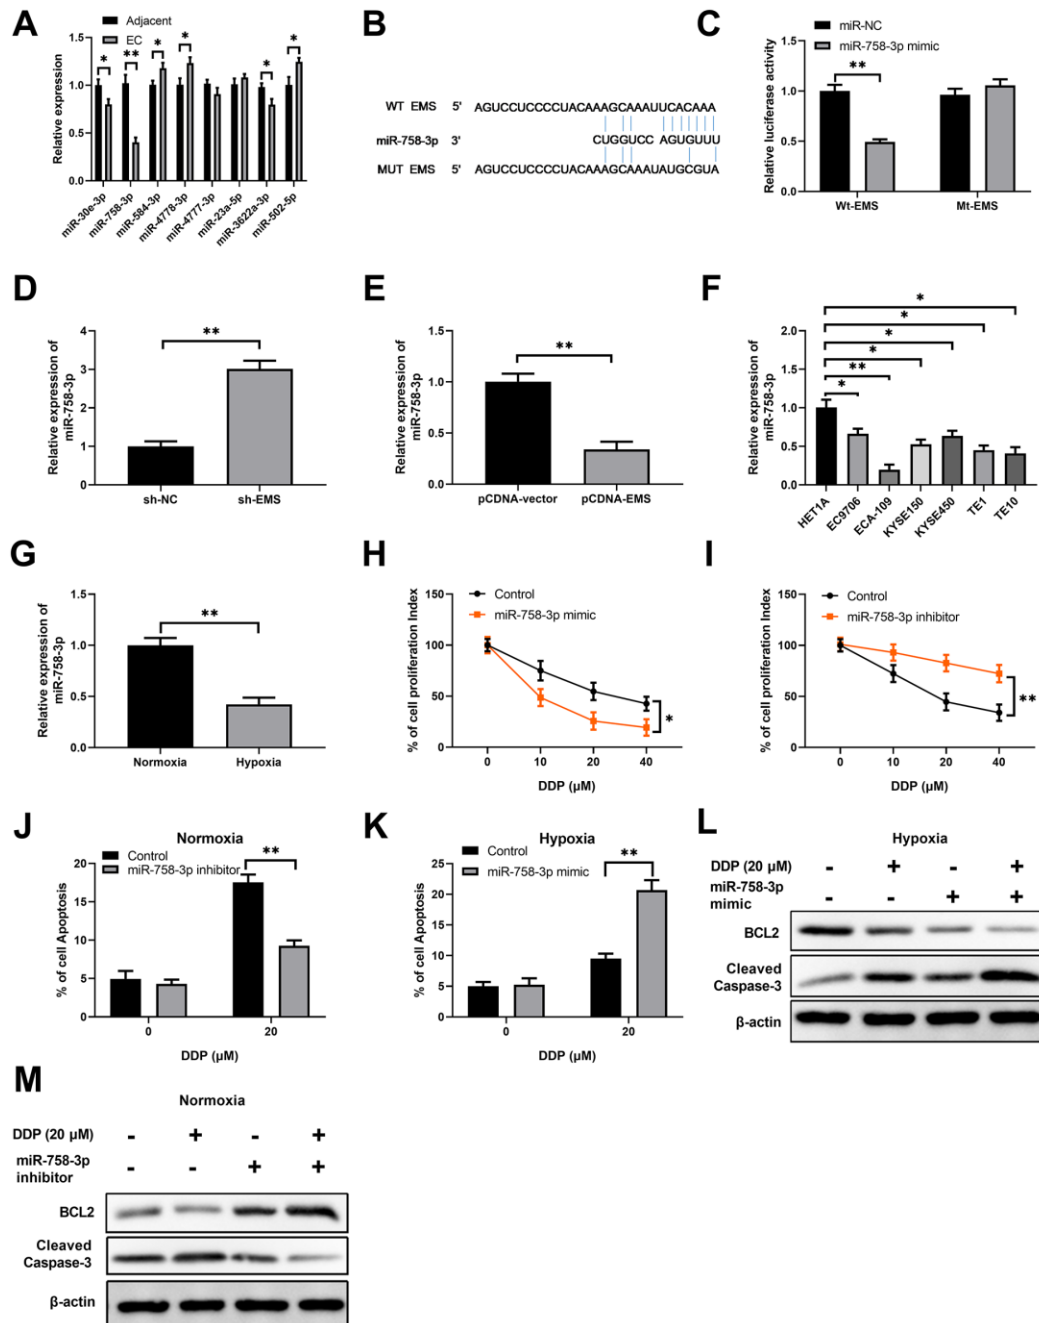 A
Adjacent
EC
Relative expression
1.5
1.0
0.5
0.0
* ** * * * *
miR-30e-3p
miR-758-3p
miR-584-3p
miR-4778-3p
miR-4777-3p
miR-23a-5p
miR-3622a-3p
miR-502-5p
B
WT EMS 5' AGUCCUCCCCUACAAAGCAAAUUCACAAA
miR-758-3p 3' CUGGUCC AGUGUUU
MUT EMS 5' AGUCCUCCCCUACAAAGCAAAUAUGCGUA
C
miR-NC
miR-758-3p mimic
Relative luciferase activity
1.5
1.0
0.5
0.0
**
Wt-EMS Mt-EMS
D
Relative expression of
miR-758-3p
4
3
2
1
0
**
sh-NC sh-EMS
E
Relative expression of
miR-758-3p
1.5
1.0
0.5
0.0
**
pCDNA-vector pCDNA-EMS
F
Relative expression of
miR-758-3p
2.0
1.5
1.0
0.5
0.0
*
*
*
*
**
*
HET1A
EC9706
ECA-109
KYSE150
KYSE450
TE1
TE10
G
Relative expression of
miR-758-3p
1.5
1.0
0.5
0.0
**
Normoxia Hypoxia
H
Control
miR-758-3p mimic
% of cell proliferation Index
150
100
50
0
*
0 10 20 40
DDP (μM)
I
Control
miR-758-3p inhibitor
% of cell proliferation Index
150
100
50
0
**
0 10 20 40
DDP (μM)
J
Normoxia
Control
miR-758-3p inhibitor
% of cell Apoptosis
20
15
10
5
0
**
0 20
DDP (μM)
K
Hypoxia
Control
miR-758-3p mimic
% of cell Apoptosis
25
20
15
10
5
0
**
0 20
DDP (μM)
L
Hypoxia
DDP (20 μM) - + - +
miR-758-3p
mimic - - + +
BCL2
Cleaved
Caspase-3
β-actin
M
Normoxia
DDP (20 μM) - + - +
miR-758-3p
inhibitor - - + +
BCL2
Cleaved
Caspase-3
β-actin